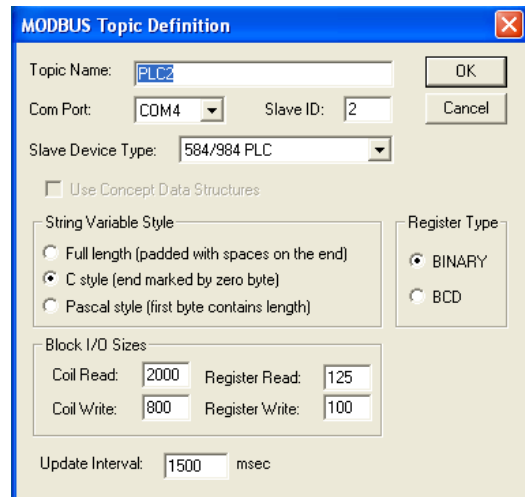 MODBUS Topic Definition
Topic Name: PLC2
OK
Com Port: COM4 Slave ID: 2
Cancel
Slave Device Type: 584/984 PLC
Use Concept Data Structures
String Variable Style
Register Type
Full length (padded with spaces on the end)
BINARY
C style (end marked by zero byte)
BCD
Pascal style (first byte contains length)
Block I/O Sizes
Coil Read: 2000 Register Read: 125
Coil Write: 800 Register Write: 100
Update Interval: 1500 msec